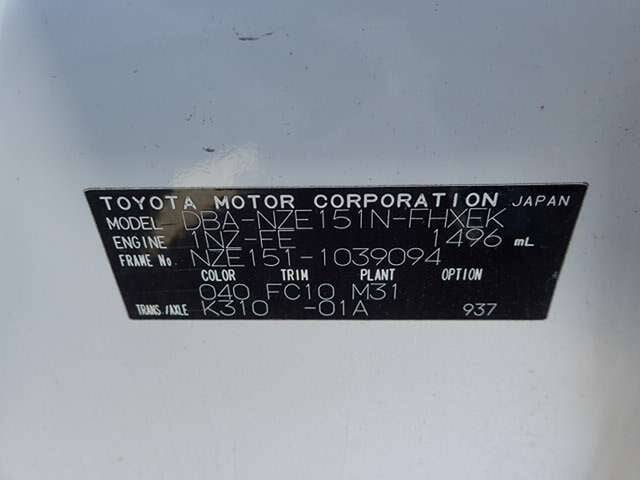 TOYOTA MOTOR CORPORATION JAPAN
MODEL DBA-NZE151N-FHXEK
ENGINE 1NZ-FE 1496 mL
FRAME No. NZE151-1039094
COLOR TRIM PLANT OPTION
040 FC10 M31
TRANS./AXLE K310 -01A 937